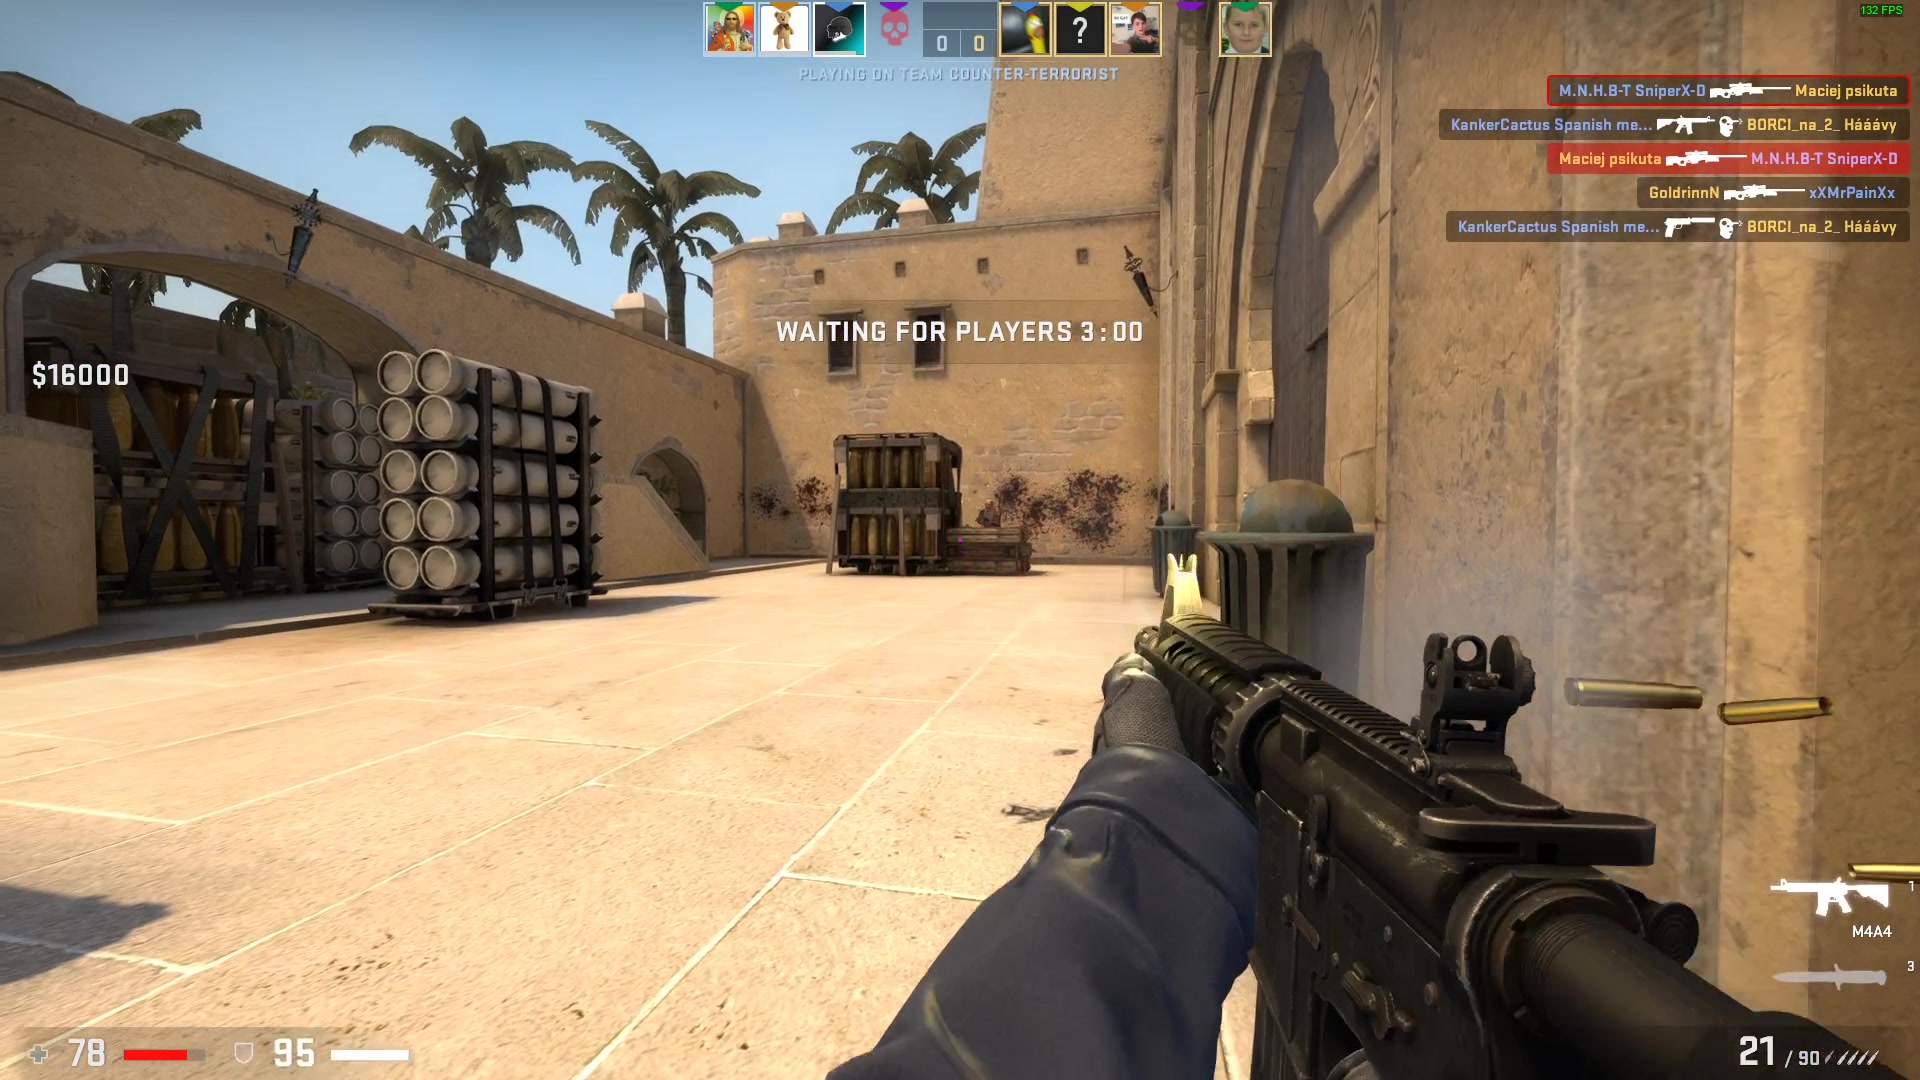 132 FPS
?
0 0
PLAYING ON TEAM COUNTER-TERRORIST
M.N.H.B-T SniperX-D Maciej psikuta
KankerCactus Spanish me... BORCI_na_2_ Hááávy
Maciej psikuta M.N.H.B-T SniperX-D
GoldrinnN xXMrPainXx
KankerCactus Spanish me... BORCI_na_2_ Hááávy
WAITING FOR PLAYERS 3:00
$16000
1
M4A4
3
78 95
21 / 90